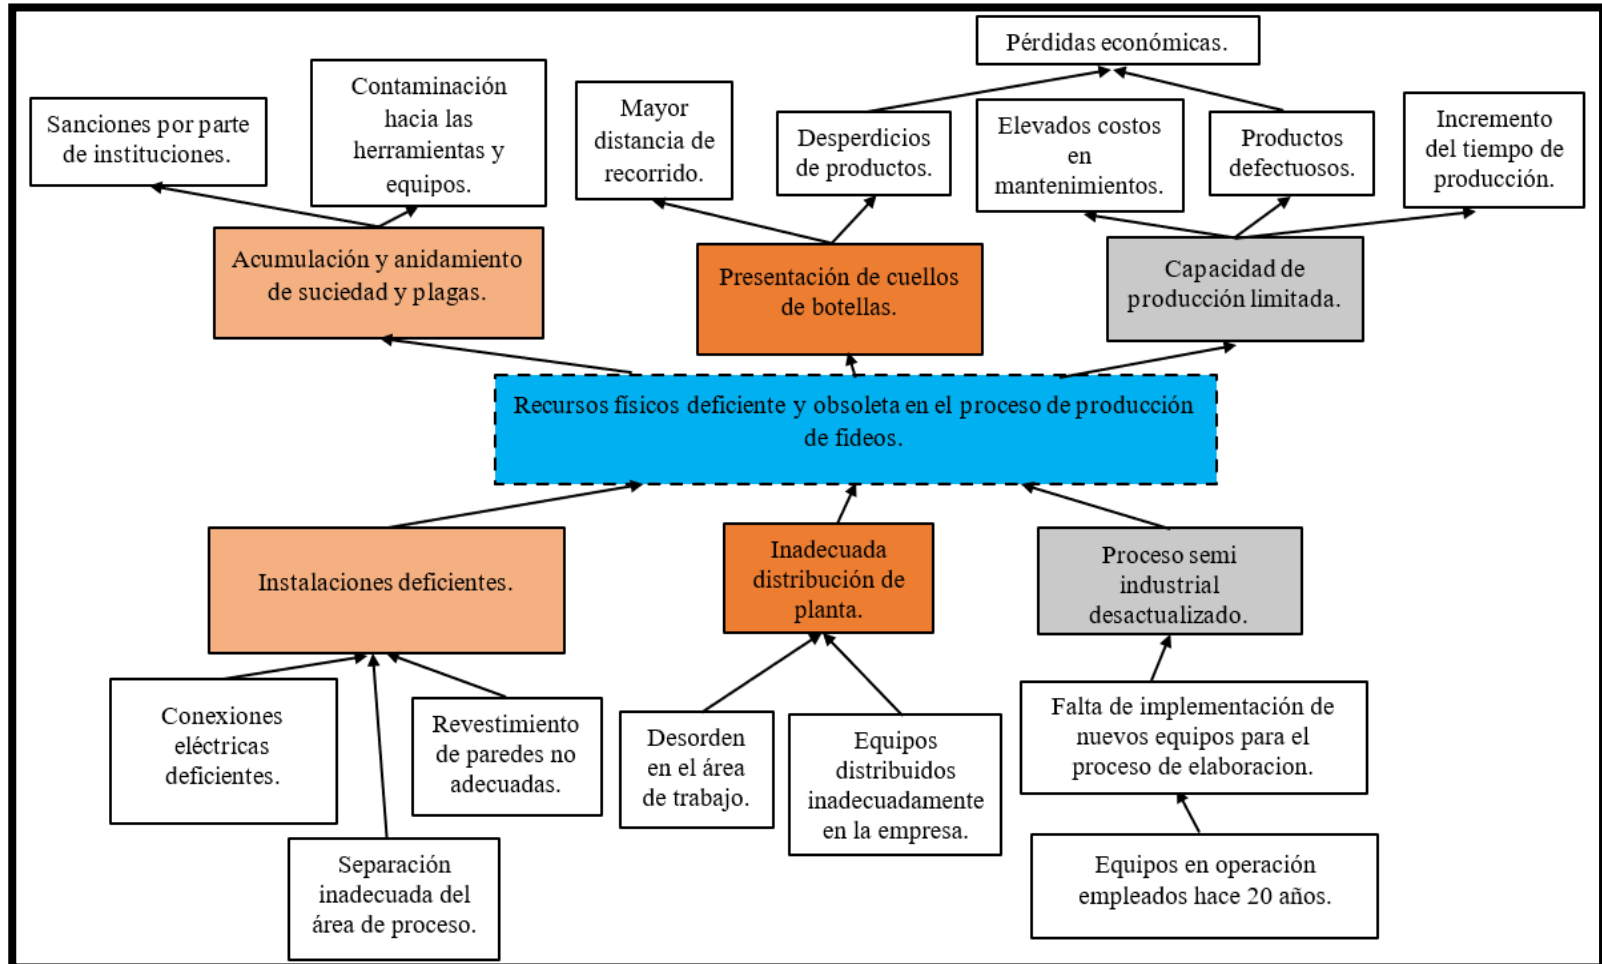 Pérdidas económicas.
Sanciones por parte
de instituciones.
Contaminación
hacia las
herramientas y
equipos.
Mayor
distancia de
recorrido.
Desperdicios
de productos.
Elevados costos
en
mantenimientos.
Productos
defectuosos.
Incremento
del tiempo de
producción.
Acumulación y anidamiento
de suciedad y plagas.
Presentación de cuellos
de botellas.
Capacidad de
producción limitada.
Recursos físicos deficiente y obsoleta en el proceso de producción
de fideos.
Instalaciones deficientes.
Inadecuada
distribución de
planta.
Proceso semi
industrial
desactualizado.
Conexiones
eléctricas
deficientes.
Separación
inadecuada del
área de proceso.
Revestimiento
de paredes no
adecuadas.
Desorden
en el área
de trabajo.
Equipos
distribuidos
inadecuadamente
en la empresa.
Falta de implementación de
nuevos equipos para el
proceso de elaboracion.
Equipos en operación
empleados hace 20 años.